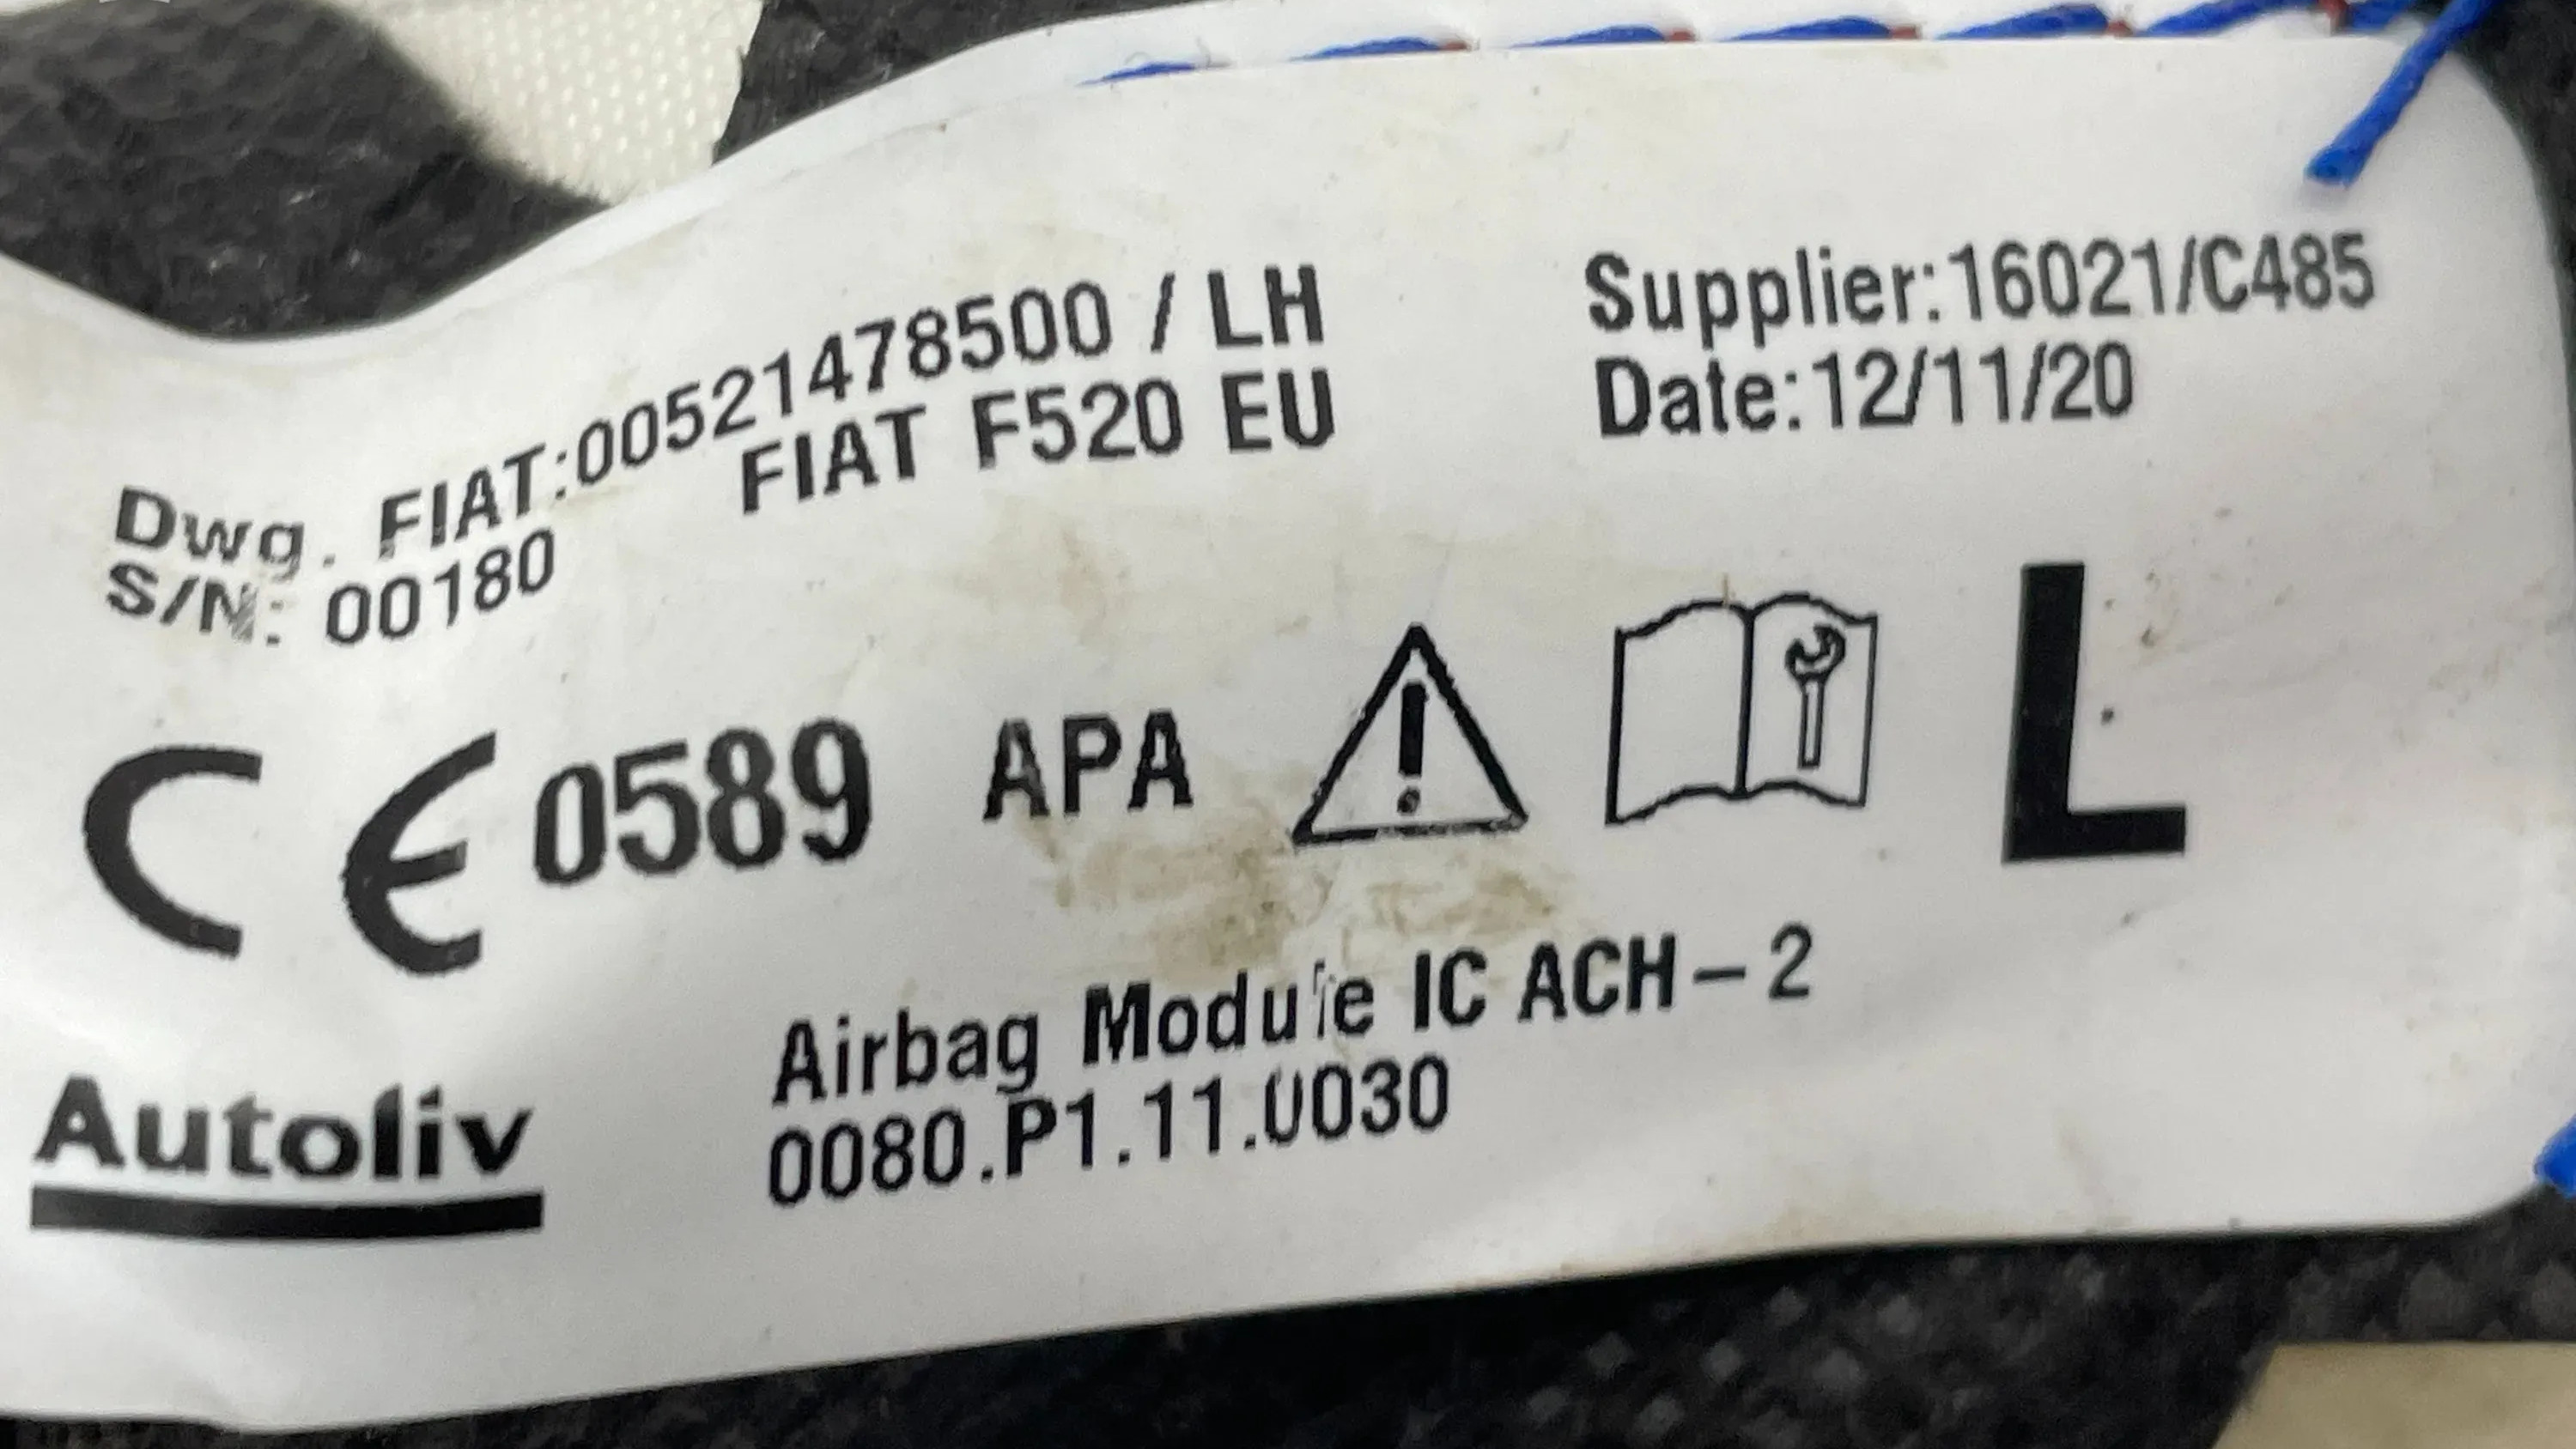 Dwg. FIAT:00521478500 / LH
S/N: 00180 FIAT F520 EU
Supplier:16021/C485
Date:12/11/20
CE 0589 APA
L
Autoliv
Airbag Module IC ACH-2
0080.P1.11.0030